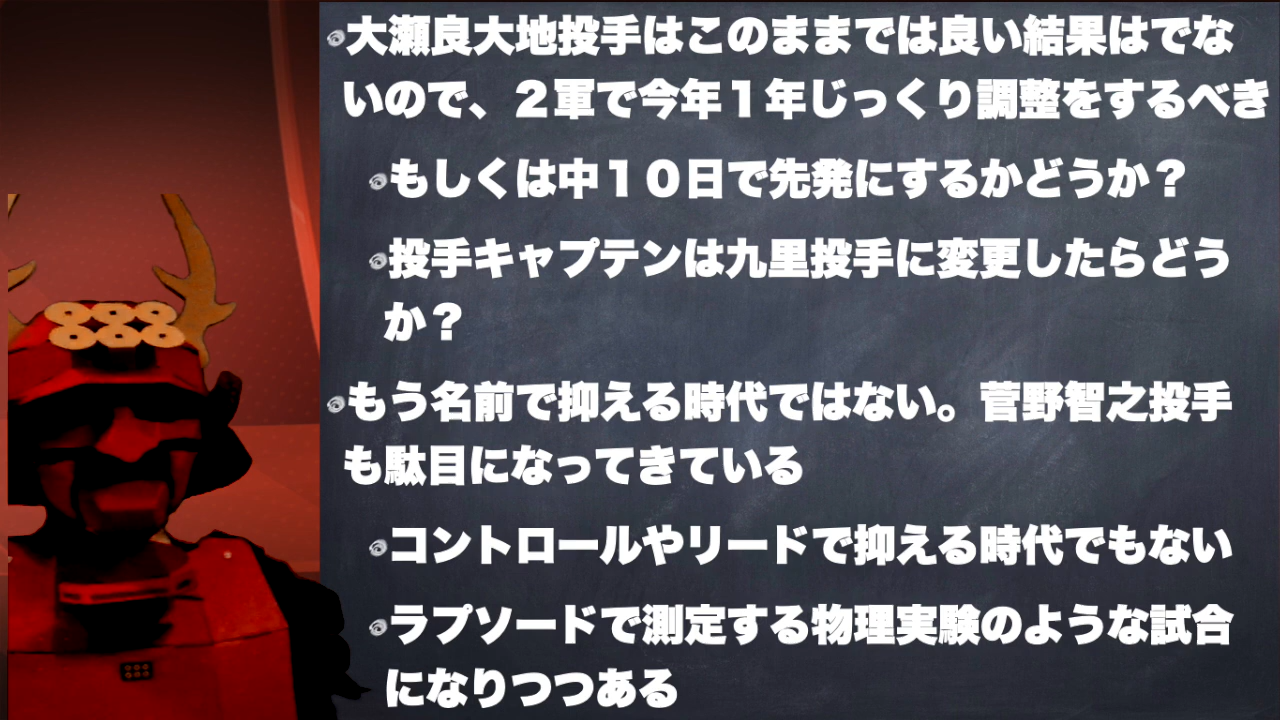 大瀬良大地投手はこのままでは良い結果はでな
いので、２軍で今年１年じっくり調整をするべき
もしくは中１０日で先発にするかどうか？
投手キャプテンは九里投手に変更したらどう
か？
もう名前で抑える時代ではない。菅野智之投手
も駄目になってきている
コントロールやリードで抑える時代でもない
ラプソードで測定する物理実験のような試合
になりつつある